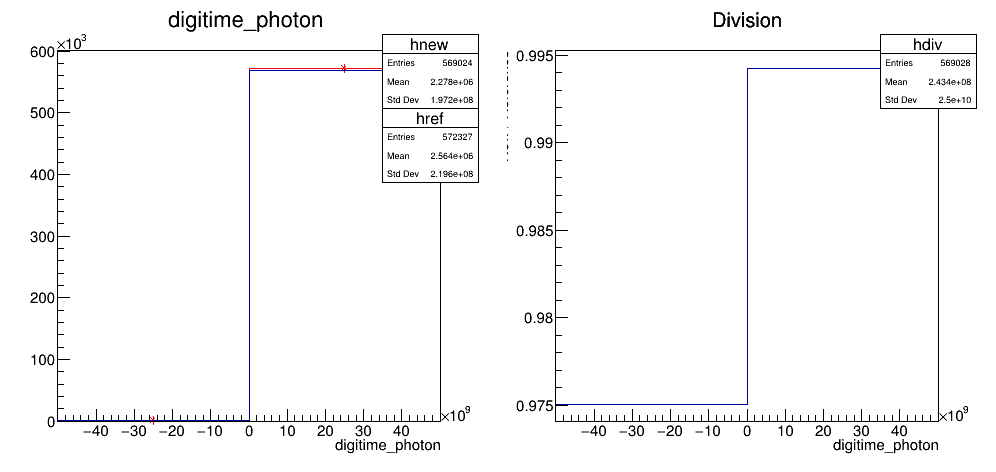 digitime_photon
×10³
hnew
Entries 569024
Mean 2.278e+06
Std Dev 1.972e+08
href
Entries 572327
Mean 2.564e+06
Std Dev 2.196e+08
600
500
400
300
200
100
0
−40 −30 −20 −10 0 10 20 30 40
×10⁹
digitime_photon
Division
hdiv
Entries 569028
Mean 2.434e+08
Std Dev 2.5e+10
0.995
0.99
0.985
0.98
0.975
−40 −30 −20 −10 0 10 20 30 40
×10⁹
digitime_photon